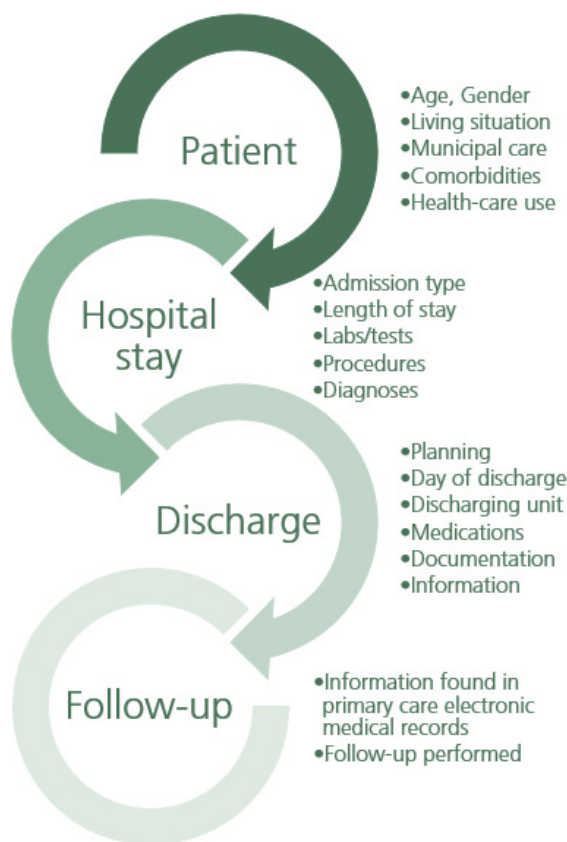 Patient
•Age, Gender
•Living situation
•Municipal care
•Comorbidities
•Health-care use
Hospital
stay
•Admission type
•Length of stay
•Labs/tests
•Procedures
•Diagnoses
Discharge
•Planning
•Day of discharge
•Discharging unit
•Medications
•Documentation
•Information
Follow-up
•Information found in
primary care electronic
medical records
•Follow-up performed